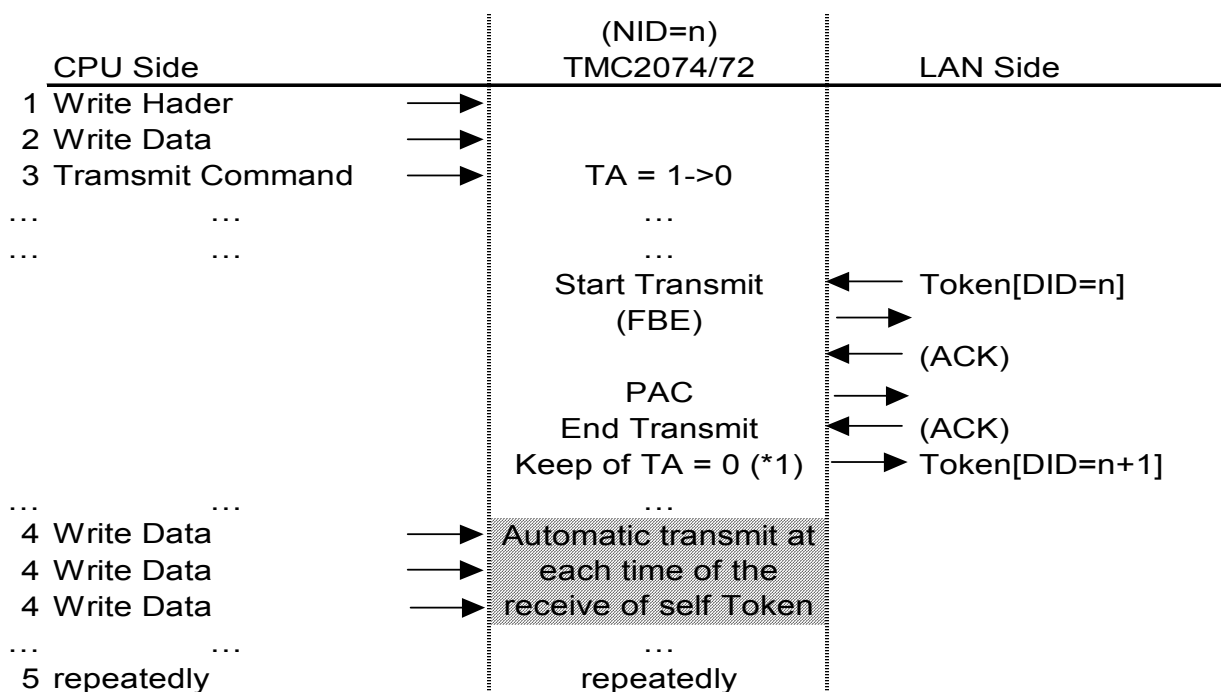 (NID=n)
CPU Side TMC2074/72 LAN Side
1 Write Hader
2 Write Data
3 Tramsmit Command TA = 1->0
... ... ...
... ... ...
Start Transmit Token[DID=n]
(FBE)
(ACK)
PAC
End Transmit (ACK)
Keep of TA = 0 (*1) Token[DID=n+1]
... ... ...
4 Write Data Automatic transmit at
4 Write Data each time of the
4 Write Data receive of self Token
... ... ...
5 repeatedly repeatedly